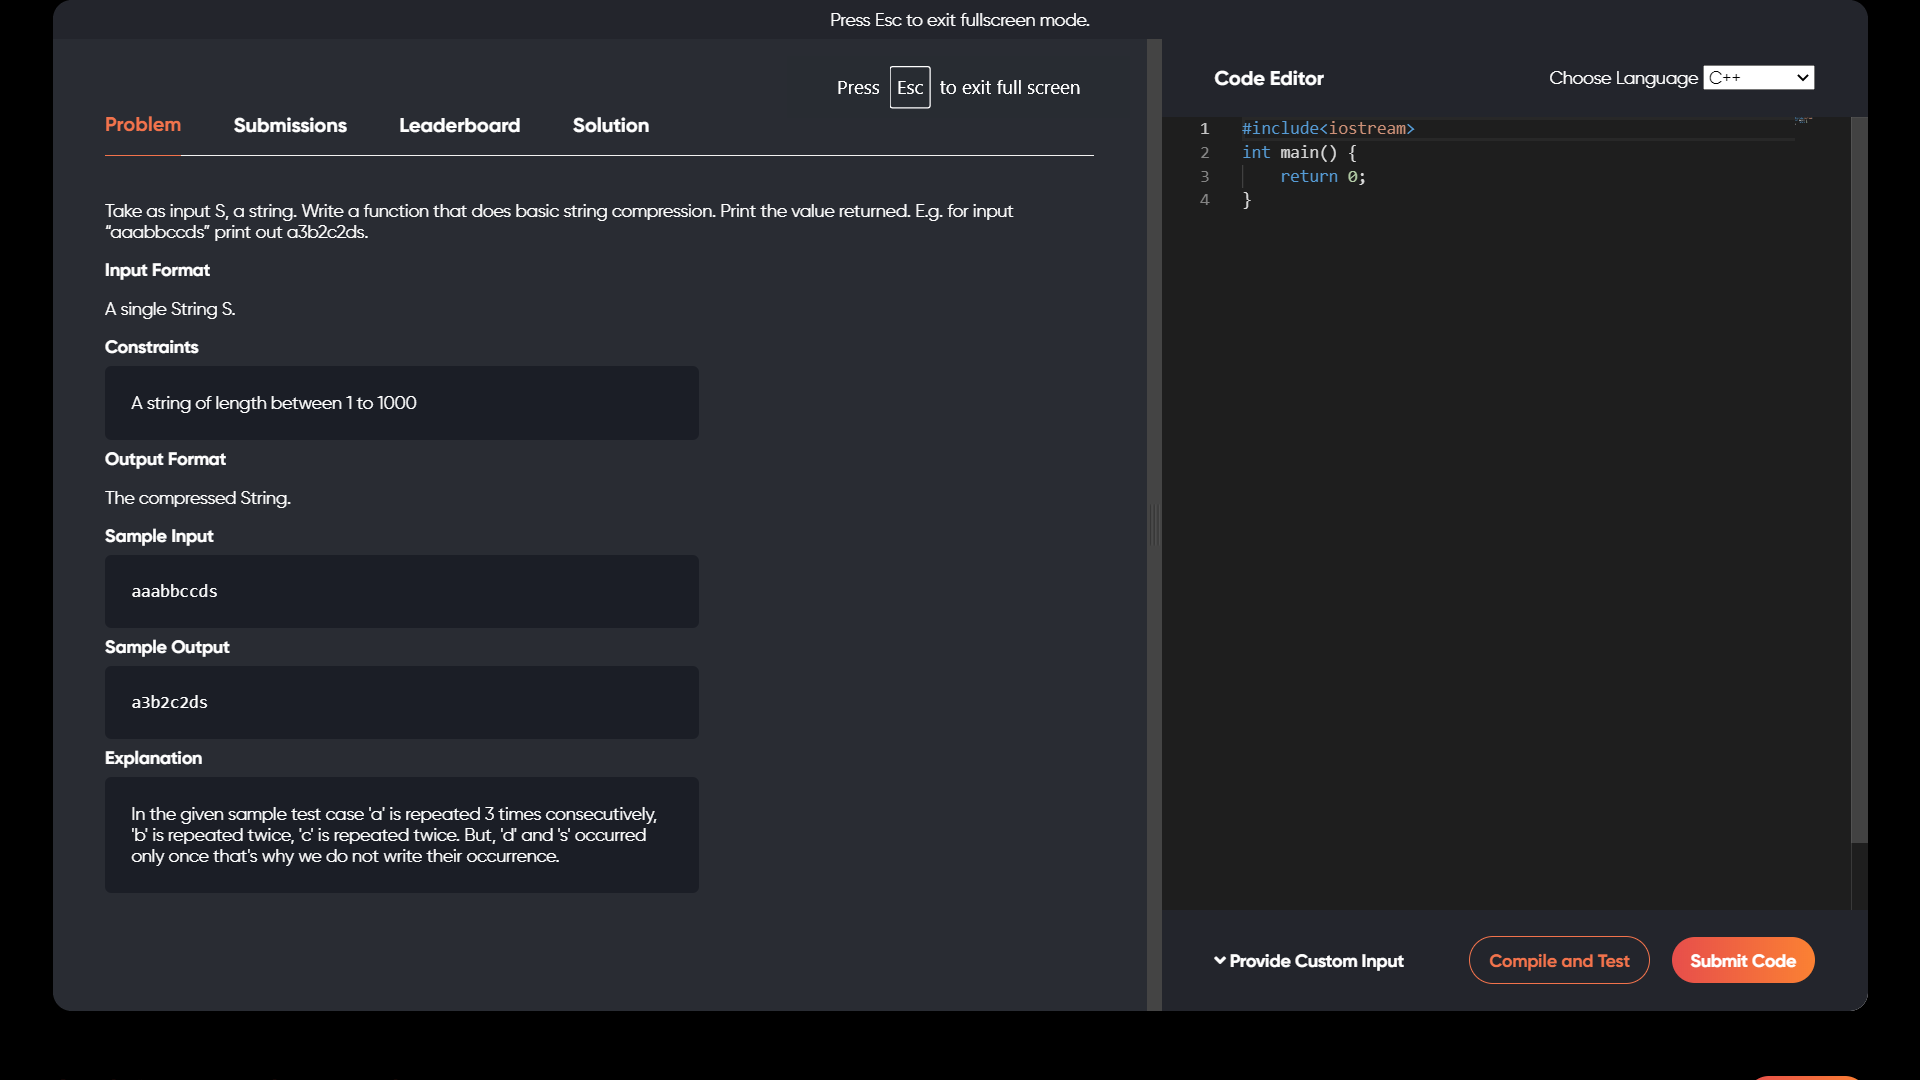 Press Esc to exit fullscreen mode.
Press Esc to exit full screen
Problem Submissions Leaderboard Solution
Take as input S, a string. Write a function that does basic string compression. Print the value returned. E.g. for input
“aaabbccds” print out a3b2c2ds.
Input Format
A single String S.
Constraints
A string of length between 1 to 1000
Output Format
The compressed String.
Sample Input
aaabbccds
Sample Output
a3b2c2ds
Explanation
In the given sample test case 'a' is repeated 3 times consecutively,
'b' is repeated twice, 'c' is repeated twice. But, 'd' and 's' occurred
only once that's why we do not write their occurrence.
Code Editor
Choose Language C++
1 #include<iostream>
2 int main() {
3     return 0;
4 }
Provide Custom Input
Compile and Test
Submit Code